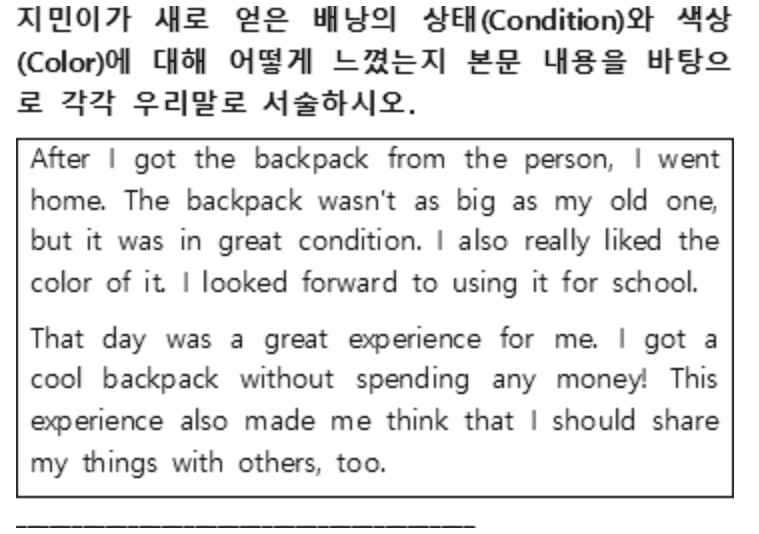 지민이가 새로 얻은 배낭의 상태(Condition)와 색상
(Color)에 대해 어떻게 느꼈는지 본문 내용을 바탕으
로 각각 우리말로 서술하시오.
After I got the backpack from the person, I went
home. The backpack wasn't as big as my old one,
but it was in great condition. I also really liked the
color of it. I looked forward to using it for school.
That day was a great experience for me. I got a
cool backpack without spending any money! This
experience also made me think that I should share
my things with others, too.